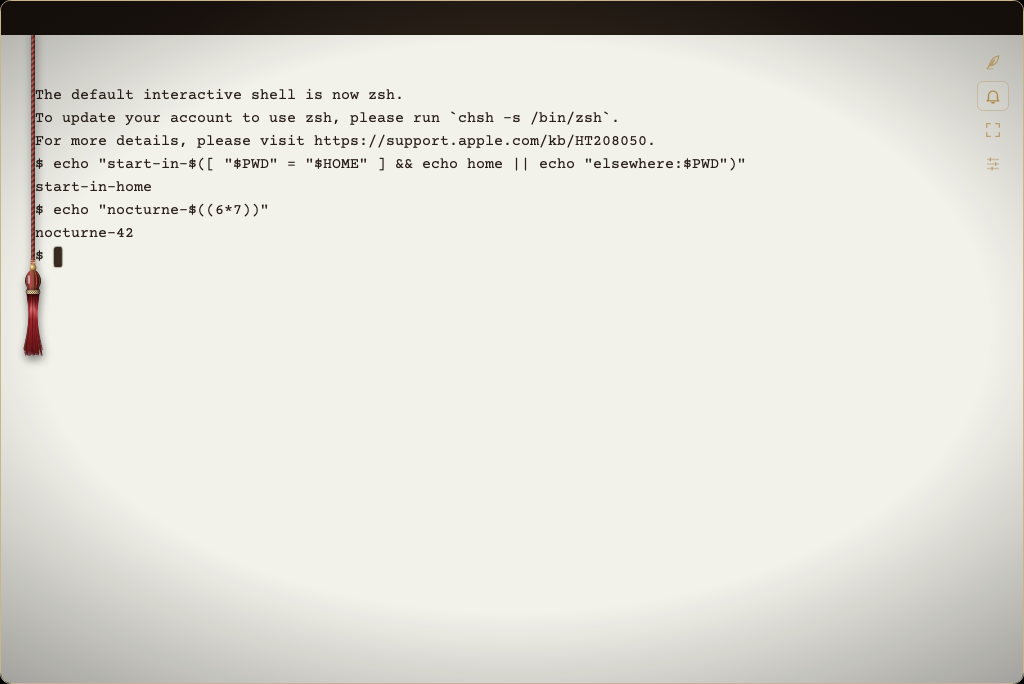 The default interactive shell is now zsh.
To update your account to use zsh, please run `chsh -s /bin/zsh`.
For more details, please visit https://support.apple.com/kb/HT208050.
$ echo "start-in-$([ "$PWD" = "$HOME" ] && echo home || echo "elsewhere:$PWD")"
start-in-home
$ echo "nocturne-$((6*7))"
nocturne-42
$